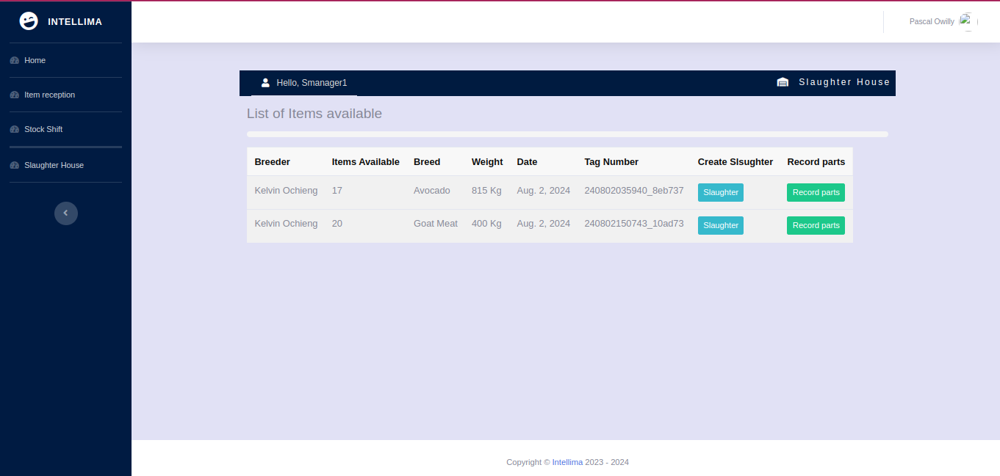 INTELLIMA
Pascal Owilly
Home
Item reception
Stock Shift
Slaughter House
Hello, Smanager1
Slaughter House
List of Items available
Breeder Items Available Breed Weight Date Tag Number Create Slsughter Record parts
Kelvin Ochieng 17 Avocado 815 Kg Aug. 2, 2024 240802035940_8eb737 Slaughter Record parts
Kelvin Ochieng 20 Goat Meat 400 Kg Aug. 2, 2024 240802150743_10ad73 Slaughter Record parts
Copyright © Intellima 2023 - 2024